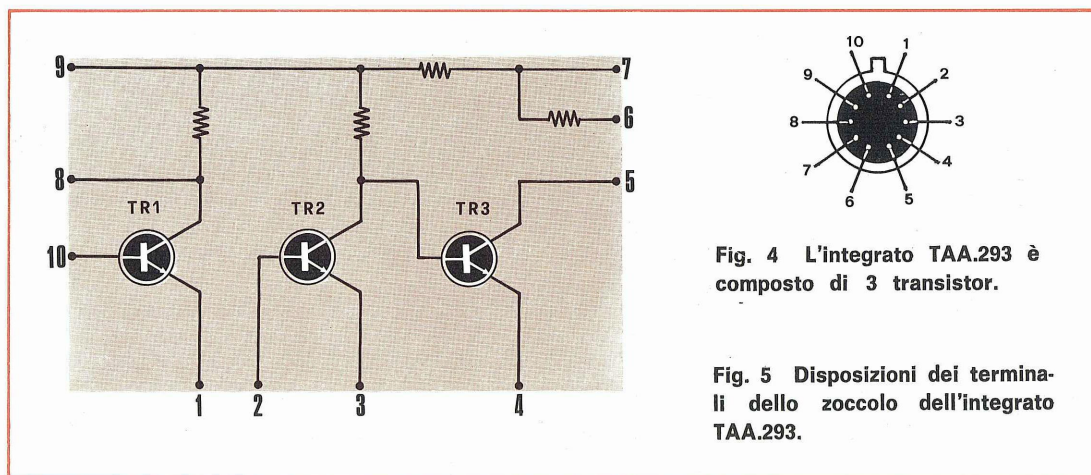 9
7
6
8
5
TR1
TR2
TR3
10
1
2
3
4
10
1
9
2
8
3
7
4
6
5
Fig. 4 L'integrato TAA.293 è
composto di 3 transistor.
Fig. 5 Disposizioni dei termina-
li dello zoccolo dell'integrato
TAA.293.